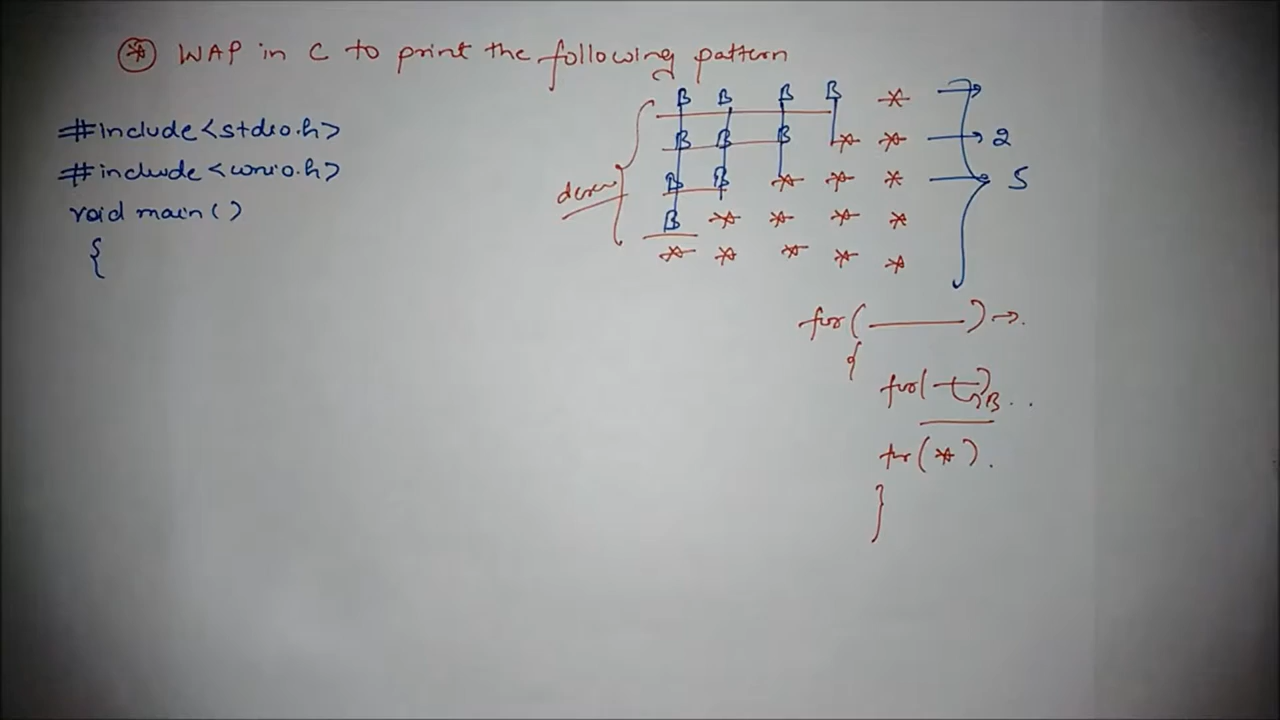 * WAP in C to print the following pattern
#include<stdio.h>
#include<conio.h>
void main()
{
B B B B *
B B B * * 2
B B * * * 5
B * * * *
* * * * *
for( )→.
{
for( ) B . .
for(*).
}